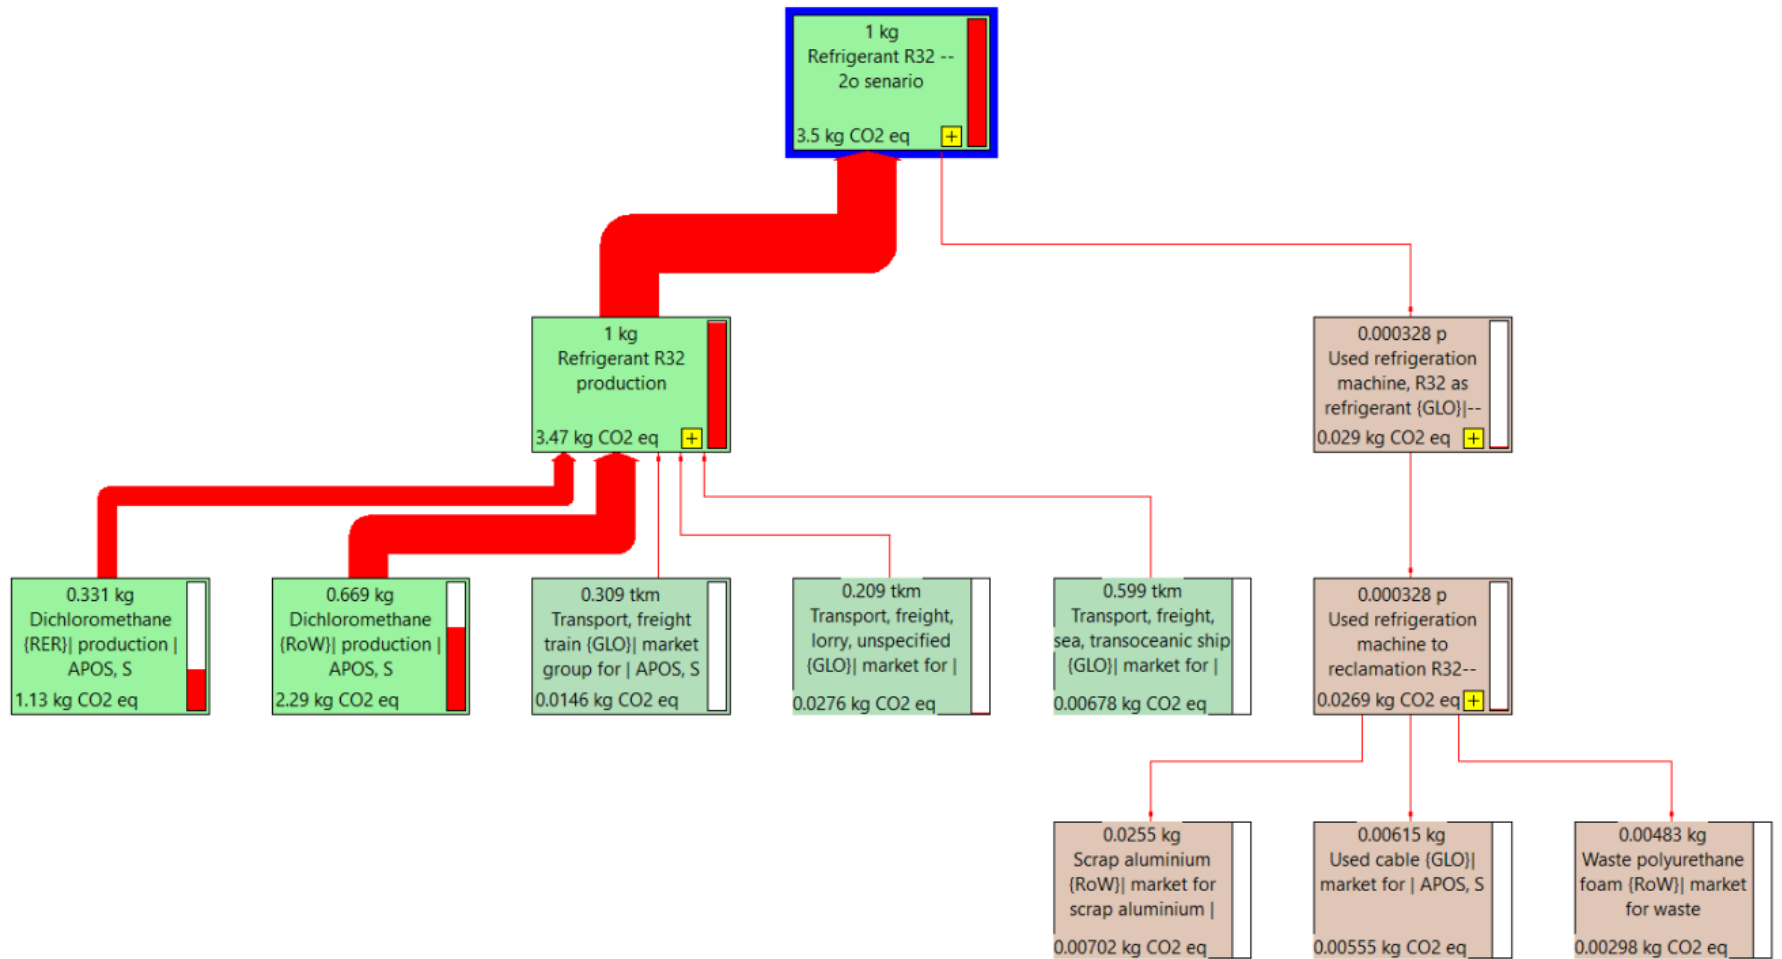 1 kg
Refrigerant R32 --
2o senario
3.5 kg CO2 eq
+
1 kg
Refrigerant R32
production
3.47 kg CO2 eq
+
0.000328 p
Used refrigeration
machine, R32 as
refrigerant {GLO}|--
0.029 kg CO2 eq
+
0.331 kg
Dichloromethane
{RER}| production |
APOS, S
1.13 kg CO2 eq
0.669 kg
Dichloromethane
{RoW}| production |
APOS, S
2.29 kg CO2 eq
0.309 tkm
Transport, freight
train {GLO}| market
group for | APOS, S
0.0146 kg CO2 eq
0.209 tkm
Transport, freight,
lorry, unspecified
{GLO}| market for |
0.0276 kg CO2 eq
0.599 tkm
Transport, freight,
sea, transoceanic ship
{GLO}| market for |
0.00678 kg CO2 eq
0.000328 p
Used refrigeration
machine to
reclamation R32--
0.0269 kg CO2 eq
+
0.0255 kg
Scrap aluminium
{RoW}| market for
scrap aluminium |
0.00702 kg CO2 eq
0.00615 kg
Used cable {GLO}|
market for | APOS, S
0.00555 kg CO2 eq
0.00483 kg
Waste polyurethane
foam {RoW}| market
for waste
0.00298 kg CO2 eq